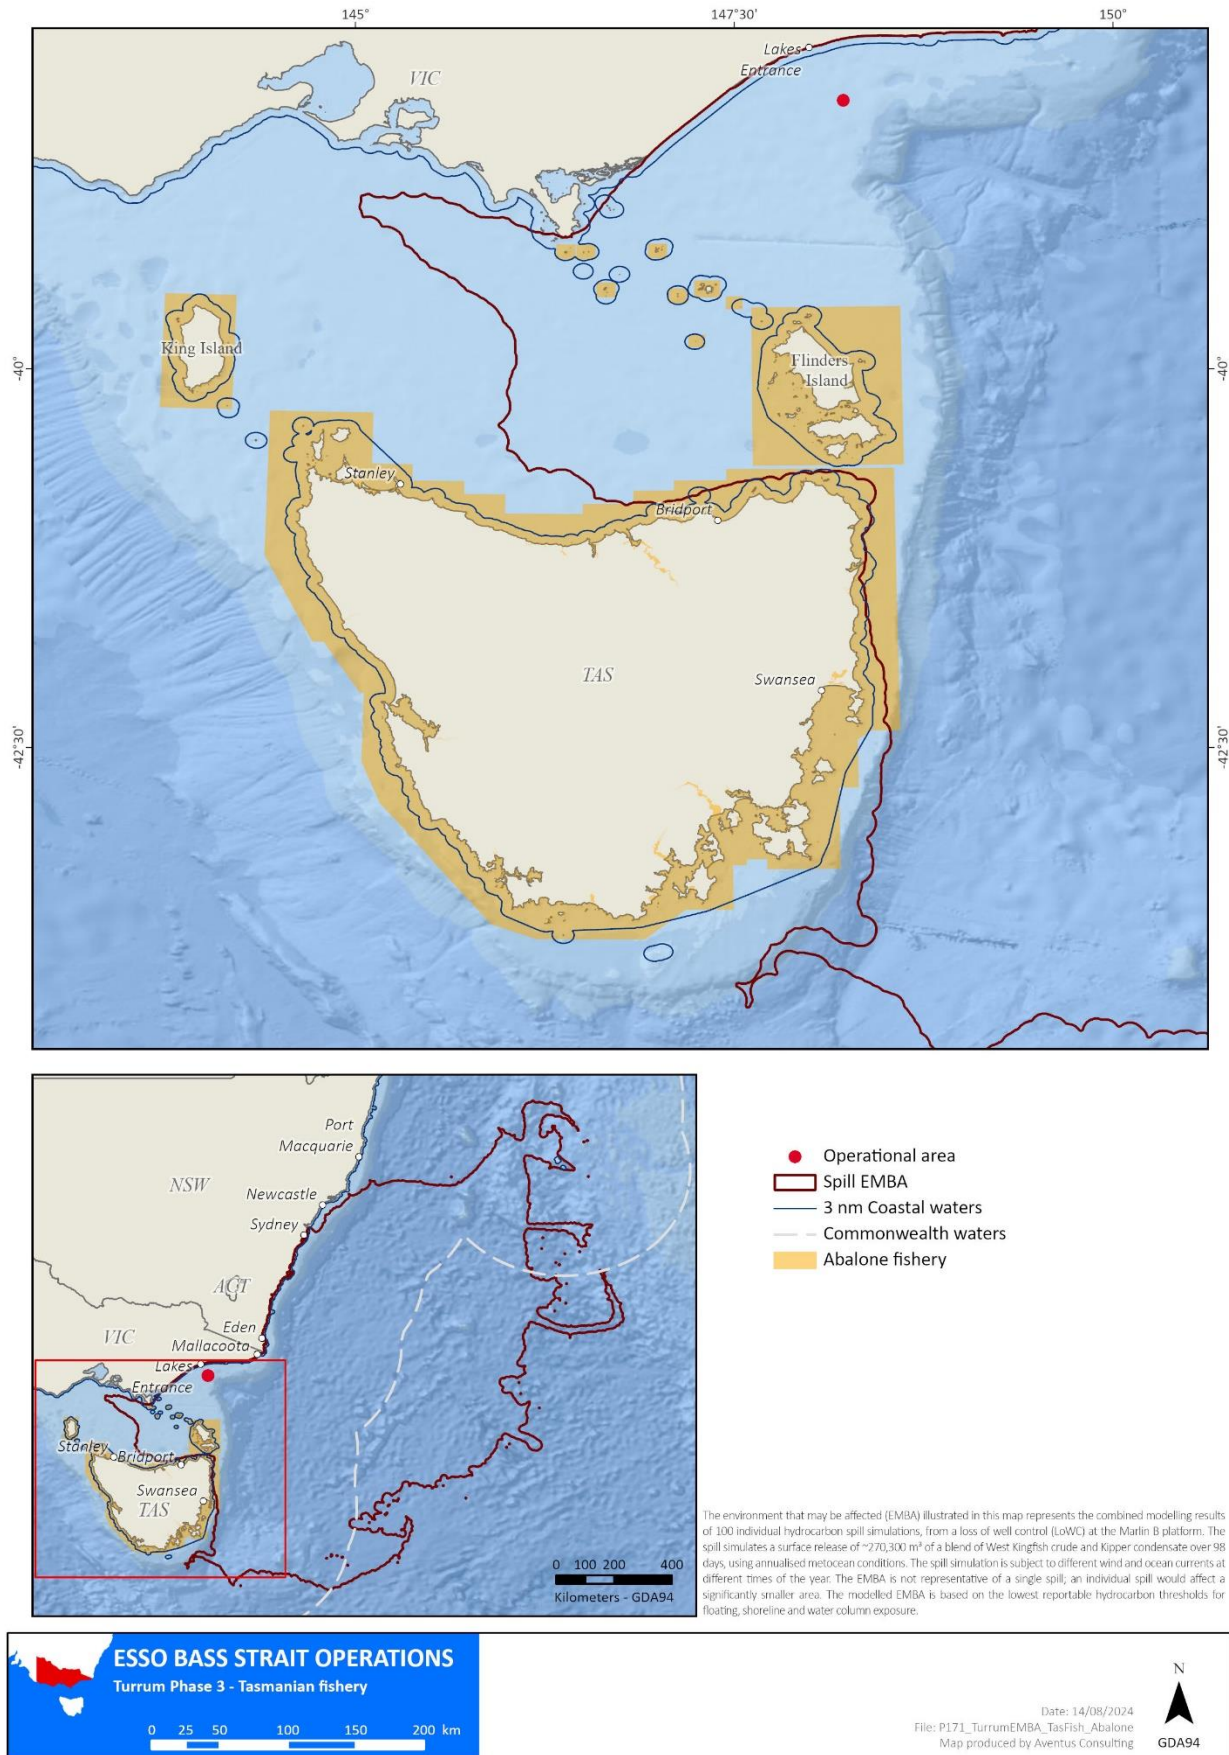 145°
147°30'
150°
Lakes
Entrance
VIC
King Island
-40°
-40°
Flinders
Island
Stanley
Bridport
TAS
Swansea
-42°30'
-42°30'
Port
Macquarie
NSW
Newcastle
Sydney
ACT
Eden
VIC
Mallacoota
Lakes
Entrance
Stanley
Bridport
Swansea
TAS
0 100 200 400
Kilometers - GDA94
Operational area
Spill EMBA
3 nm Coastal waters
Commonwealth waters
Abalone fishery
The environment that may be affected (EMBA) illustrated in this map represents the combined modelling results
of 100 individual hydrocarbon spill simulations, from a loss of well control (LoWC) at the Marlin B platform. The
spill simulates a surface release of ~270,300 m³ of a blend of West Kingfish crude and Kipper condensate over 98
days, using annualised metocean conditions. The spill simulation is subject to different wind and ocean currents at
different times of the year. The EMBA is not representative of a single spill; an individual spill would affect a
significantly smaller area. The modelled EMBA is based on the lowest reportable hydrocarbon thresholds for
floating, shoreline and water column exposure.
ESSO BASS STRAIT OPERATIONS
Turrum Phase 3 - Tasmanian fishery
0 25 50 100 150 200 km
Date: 14/08/2024
File: P171_TurrumEMBA_TasFish_Abalone
Map produced by Aventus Consulting
N
GDA94